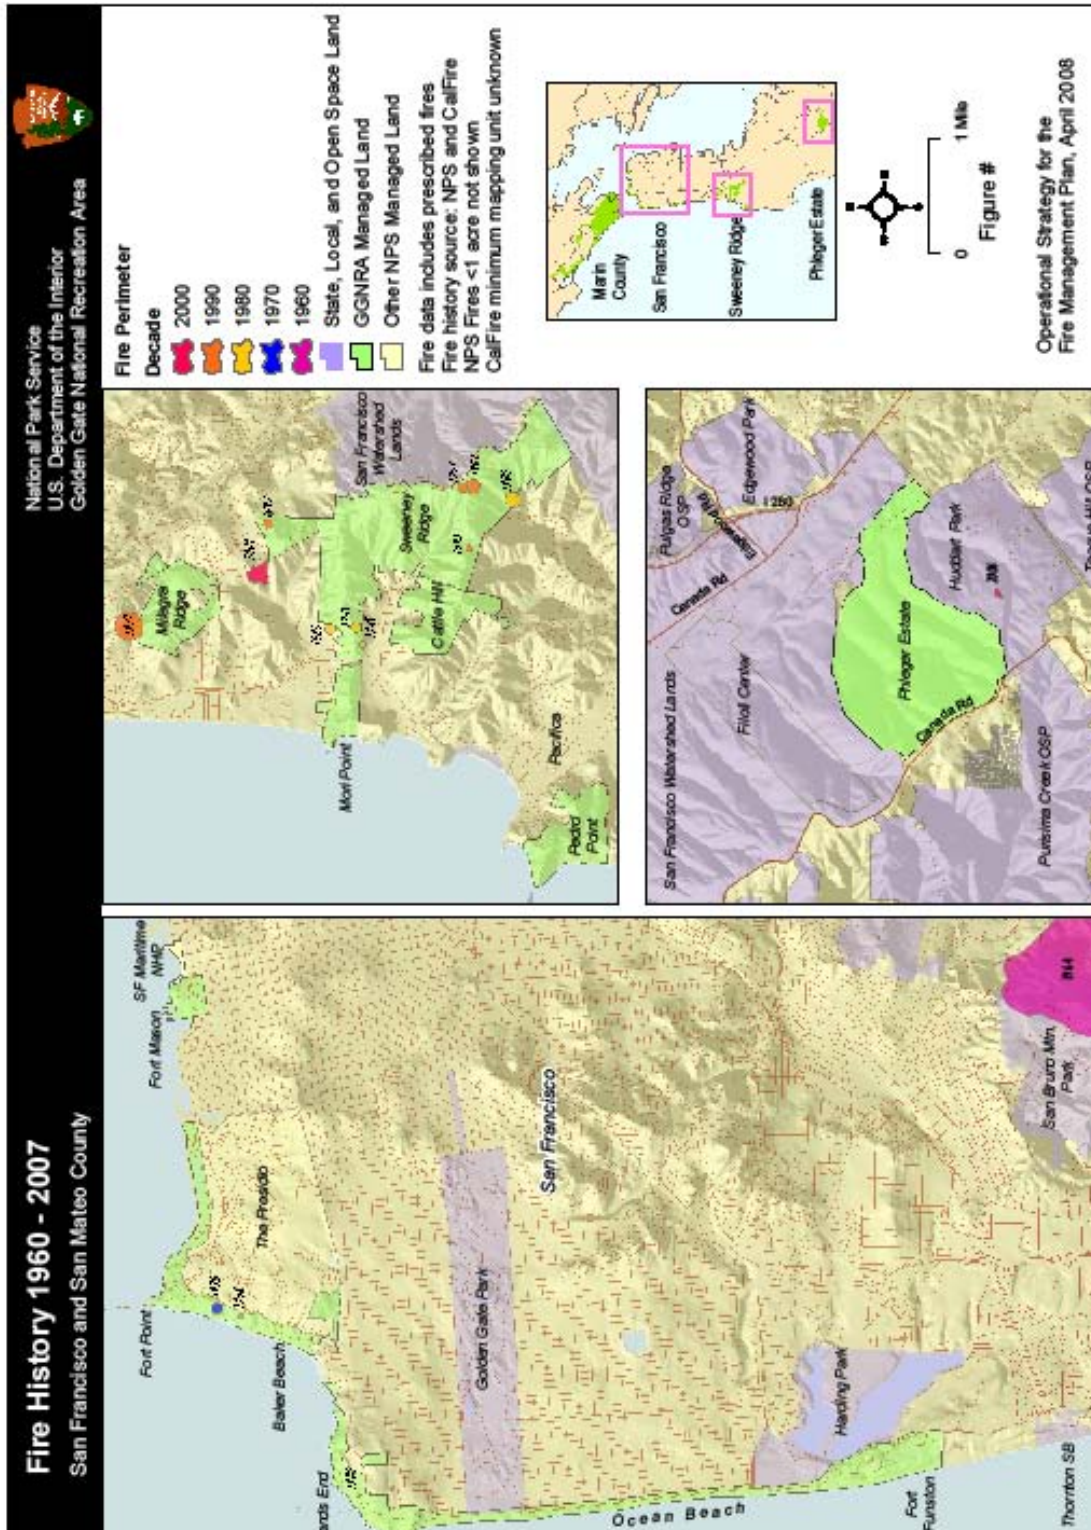 Fire History 1960 - 2007
San Francisco and San Mateo County
National Park Service
U.S. Department of the Interior
Golden Gate National Recreation Area
Fort Point
Fort Mason
SF Maritime
NHP
The Presidio
Baker Beach
Golden Gate Park
San Francisco
Harding Park
Ocean Beach
Fort
Funston
Thornton SB
San Bruno Mtn.
Park
Milagra
Ridge
San Francisco
Watershed
Lands
Sweeney
Ridge
Cattle Hill
Mori Point
Pacifica
Pedro
Point
Pulgas Ridge
OSP
Edgewood Park
Edgewood Rd
I 280
Canada Rd
San Francisco Watershed Lands
Filoli Center
Phleger Estate
Huddart Park
Canada Rd
Purisima Creek OSP
Fire Perimeter
Decade
2000
1990
1980
1970
1960
State, Local, and Open Space Land
GGNRA Managed Land
Other NPS Managed Land
Fire data includes prescribed fires
Fire history source: NPS and CalFire
NPS Fires <1 acre not shown
CalFire minimum mapping unit unknown
Marin
County
San Francisco
Sweeney Ridge
Phleger Estate
0 1 Mile
Figure #
Operational Strategy for the
Fire Management Plan, April 2008